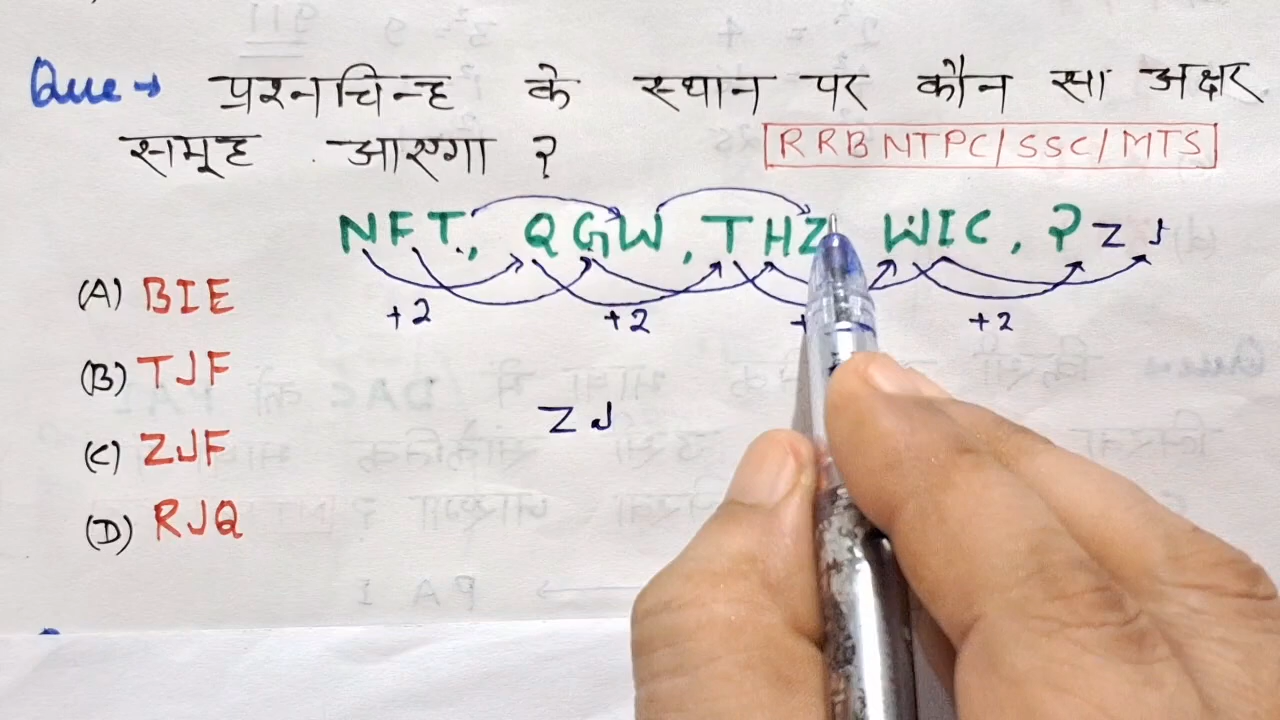 Que → प्रश्नचिन्ह के स्थान पर कौन सा अक्षर
समूह आएगा ?
RRB NTPC/SSC/MTS
NFT, QGW, THZ WIC, ? Z J
+2 +2 + +2
(A) BIE
(B) TJF
(C) ZJF
(D) RJQ
Z J